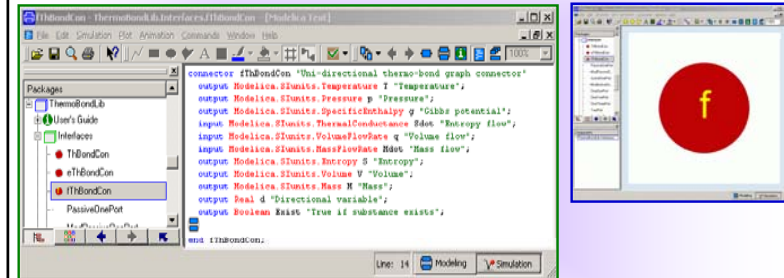 fThBondCon - ThermoBondLib.Interfaces.fThBondCon - [Modelica Text]
File Edit Simulation Plot Animation Commands Window Help
100%
Packages
ThermoBondLib
User's Guide
Interfaces
ThBondCon
eThBondCon
fThBondCon
PassiveOnePort
connector fThBondCon "Uni-directional thermo-bond graph connector"
output Modelica.SIunits.Temperature T "Temperature";
output Modelica.SIunits.Pressure p "Pressure";
output Modelica.SIunits.SpecificEnthalpy g "Gibbs potential";
input Modelica.SIunits.ThermalConductance Sdot "Entropy flow";
input Modelica.SIunits.VolumeFlowRate q "Volume flow";
input Modelica.SIunits.MassFlowRate Mdot "Mass flow";
output Modelica.SIunits.Entropy S "Entropy";
output Modelica.SIunits.Volume V "Volume";
output Modelica.SIunits.Mass M "Mass";
output Real d "Directional variable";
output Boolean Exist "True if substance exists";
end fThBondCon;
Line: 14 Modeling Simulation
f